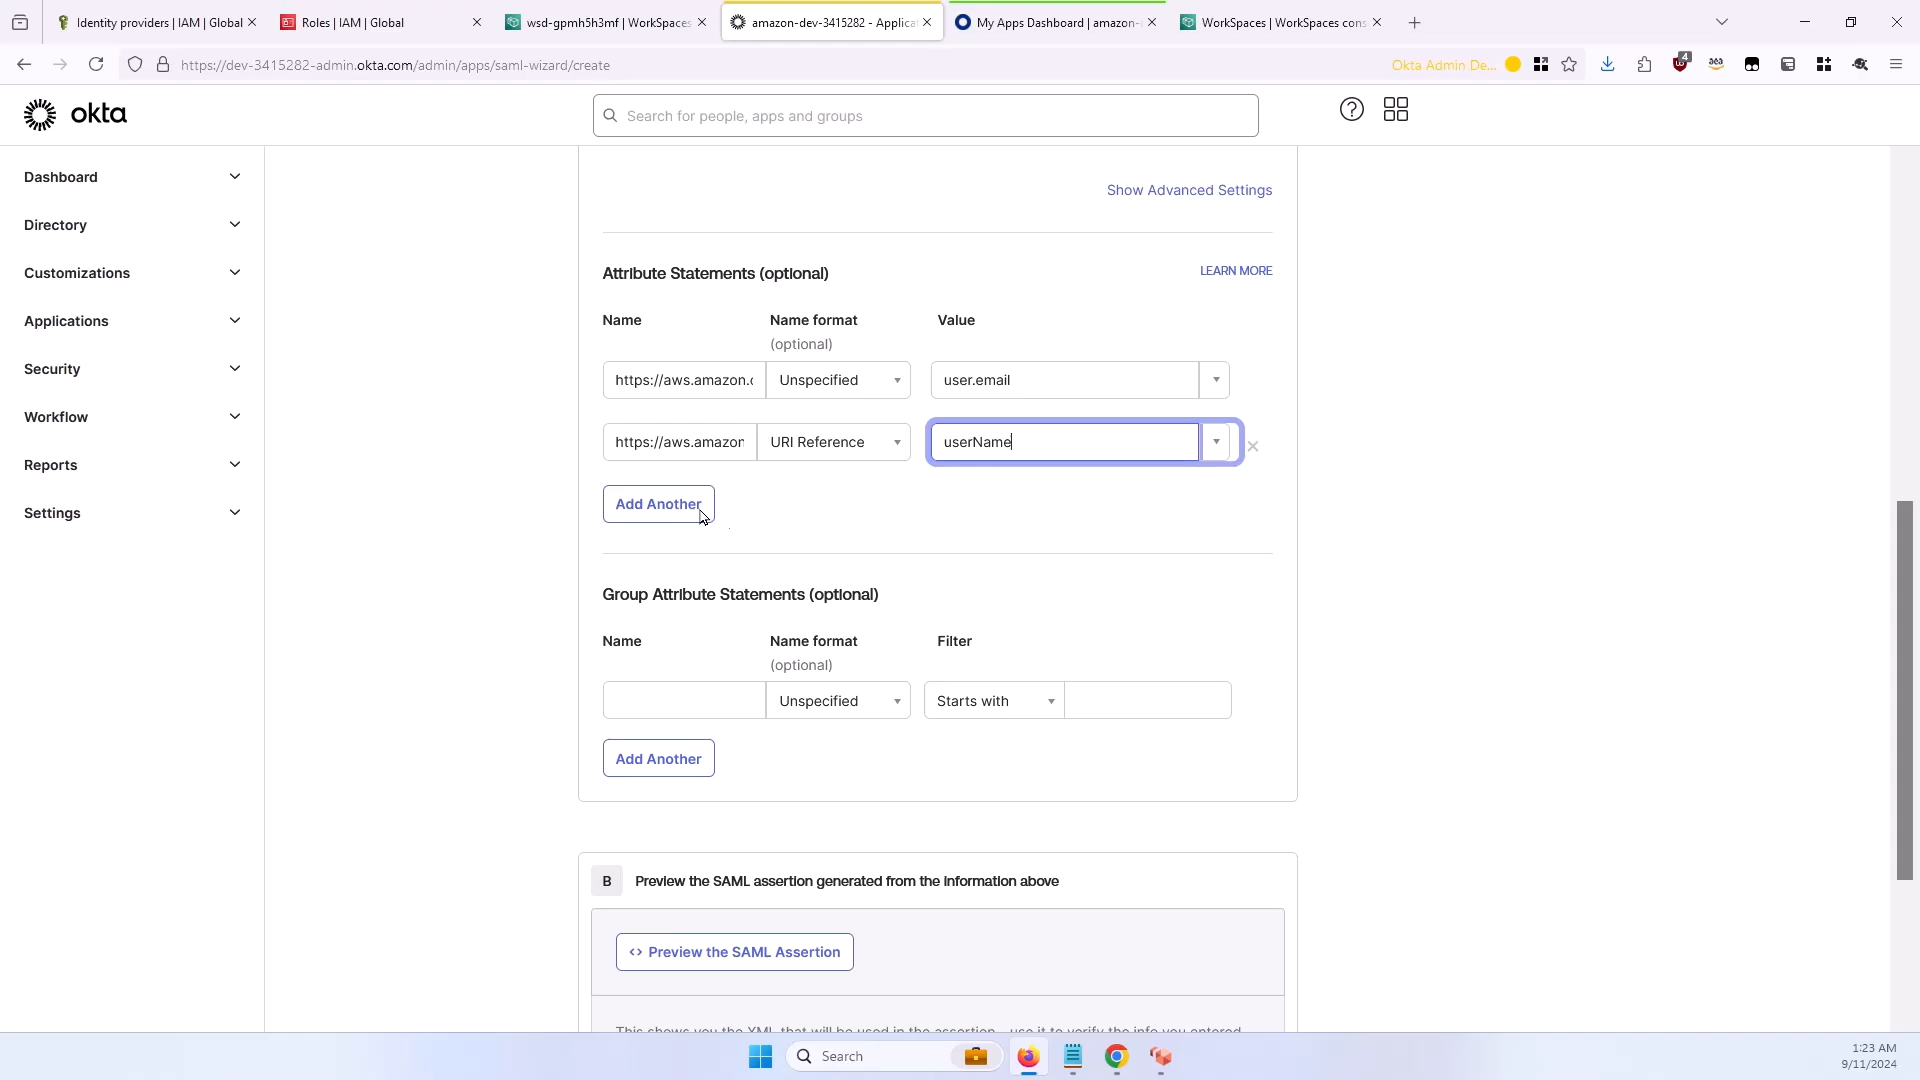 Identity providers | IAM | Global
Roles | IAM | Global
wsd-gpmh5h3mf | WorkSpaces
amazon-dev-3415282 - Applica
My Apps Dashboard | amazon-
WorkSpaces | WorkSpaces cons
https://dev-3415282-admin.okta.com/admin/apps/saml-wizard/create
Okta Admin De...
4
aea
okta
Search for people, apps and groups
Dashboard
Directory
Customizations
Applications
Security
Workflow
Reports
Settings
Show Advanced Settings
Attribute Statements (optional)
LEARN MORE
Name
Name format
(optional)
Value
https://aws.amazon.c
Unspecified
user.email
https://aws.amazon
URI Reference
userName
Add Another
Group Attribute Statements (optional)
Name
Name format
(optional)
Filter
Unspecified
Starts with
Add Another
B
Preview the SAML assertion generated from the information above
<> Preview the SAML Assertion
This shows you the XML that will be used in the assertion - use it to verify the info you entered
Search
1:23 AM
9/11/2024